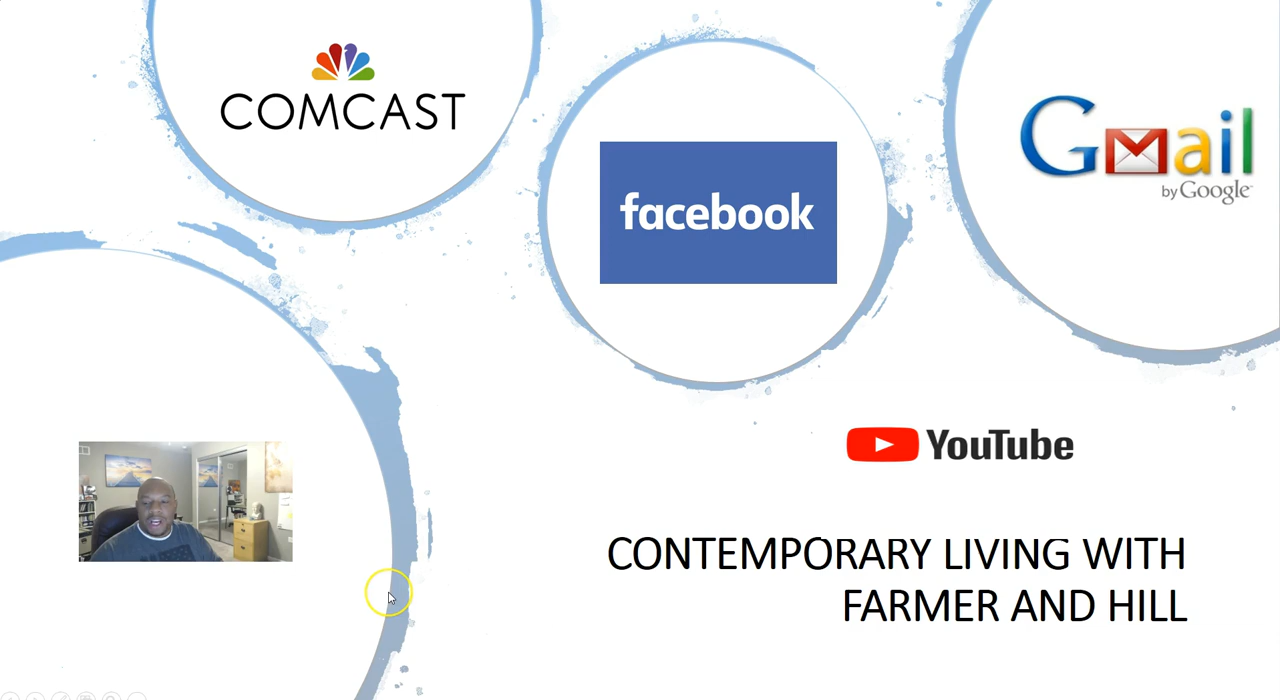 COMCAST
facebook
Gmail
by Google
YouTube
CONTEMPORARY LIVING WITH
FARMER AND HILL